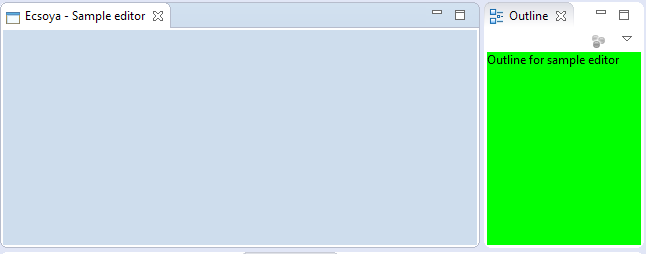 Ecsoya - Sample editor
Outline
Outline for sample editor